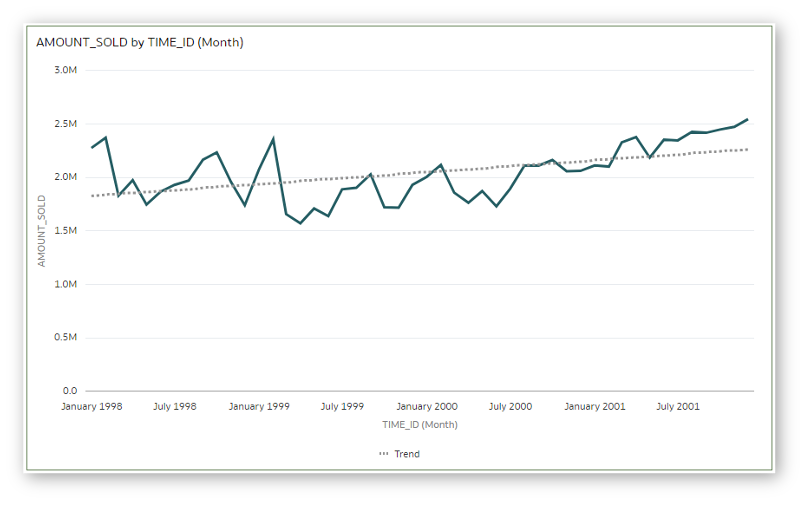 AMOUNT_SOLD by TIME_ID (Month)
3.0M
2.5M
2.0M
1.5M
1.0M
0.5M
0.0
AMOUNT_SOLD
January 1998 July 1998 January 1999 July 1999 January 2000 July 2000 January 2001 July 2001
TIME_ID (Month)
Trend